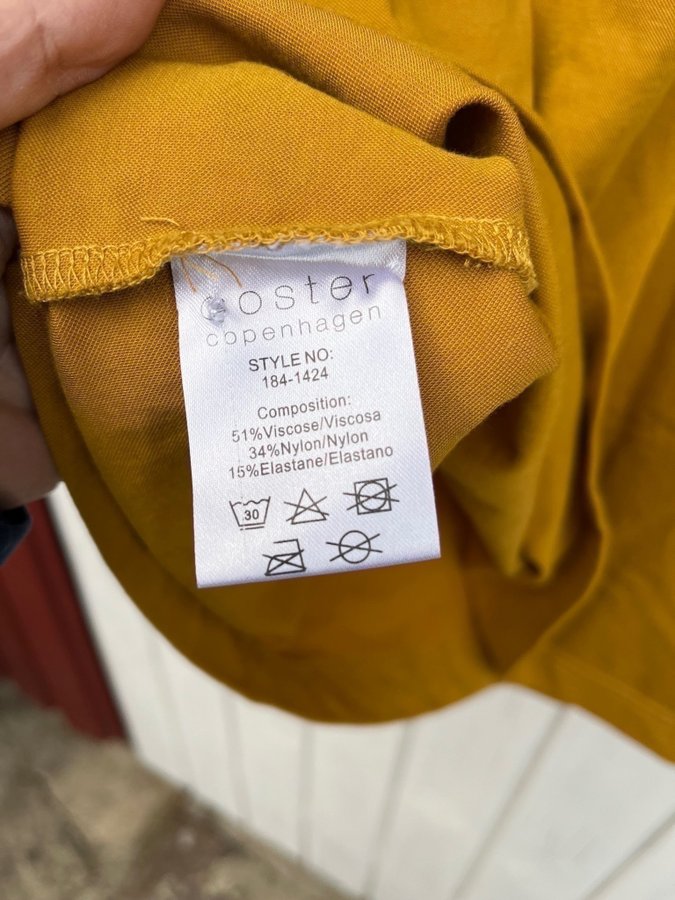 coster
copenhagen
STYLE NO:
184-1424
Composition:
51%Viscose/Viscosa
34%Nylon/Nylon
15%Elastane/Elastano
30